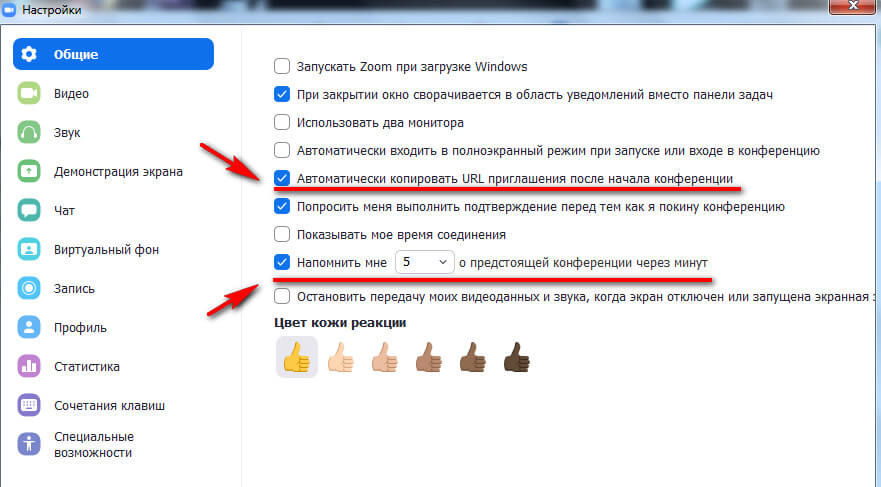 Настройки
Общие
Видео
Звук
Демонстрация экрана
Чат
Виртуальный фон
Запись
Профиль
Статистика
Сочетания клавиш
Специальные
возможности
Запускать Zoom при загрузке Windows
При закрытии окно сворачивается в область уведомлений вместо панели задач
Использовать два монитора
Автоматически входить в полноэкранный режим при запуске или входе в конференцию
Автоматически копировать URL приглашения после начала конференции
Попросить меня выполнить подтверждение перед тем как я покину конференцию
Показывать мое время соединения
Напомнить мне 5 о предстоящей конференции через минут
Остановить передачу моих видеоданных и звука, когда экран отключен или запущена экранная
Цвет кожи реакции